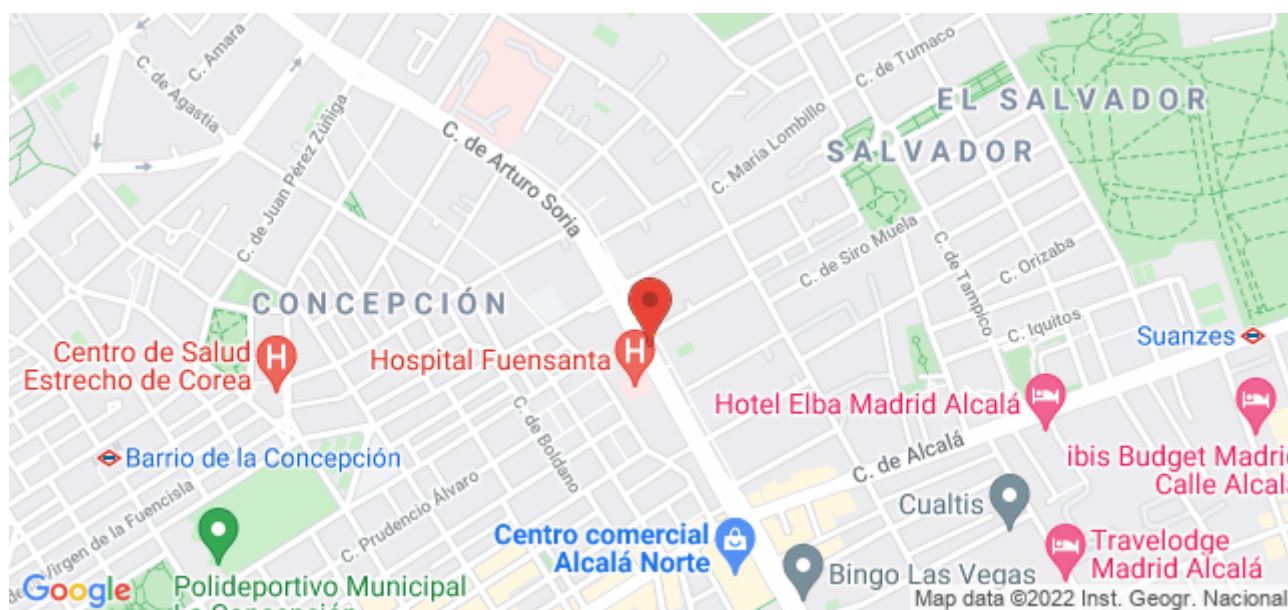 C. Amara
C. de Agastia
C. de Juan Pérez Zúñiga
C. de Arturo Soria
C. de Tumaco
C. María Lombillo
EL SALVADOR
SALVADOR
C. de Siro Muela
C. de Tampico
C. Orizaba
C. Iquitos
Suanzes
CONCEPCIÓN
Centro de Salud
Estrecho de Corea
H
Hospital Fuensanta
H
Hotel Elba Madrid Alcalá
ibis Budget Madri
Calle Alcal
Barrio de la Concepción
C. de Boldano
C. de Alcalá
Cualtis
C. Prudencio Álvaro
Virgen de la Fuencisla
Centro comercial
Alcalá Norte
Travelodge
Madrid Alcalá
Bingo Las Vegas
Polideportivo Municipal
La Concepción
Google
Map data ©2022 Inst. Geogr. Nacional